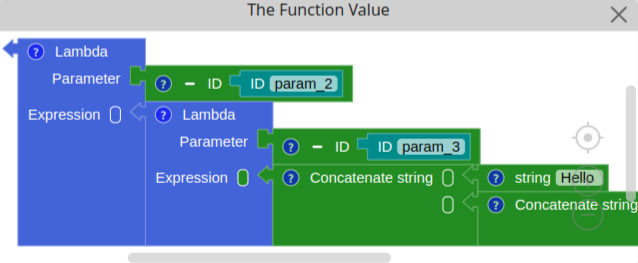 The Function Value
? Lambda
Parameter ? – ID ID param_2
Expression ? Lambda
Parameter ? – ID ID param_3
Expression ? Concatenate string ? string Hello
? Concatenate string